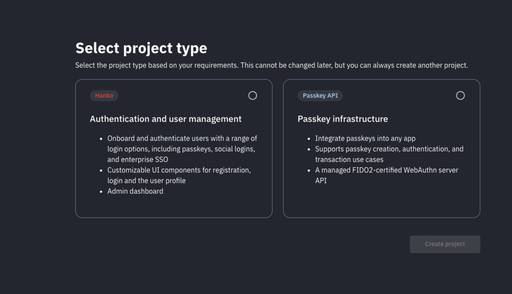 Select project type
Select the project type based on your requirements. This cannot be changed later, but you can always create another project.
Hanko
Authentication and user management
• Onboard and authenticate users with a range of
login options, including passkeys, social logins,
and enterprise SSO
• Customizable UI components for registration,
login and the user profile
• Admin dashboard
Passkey API
Passkey infrastructure
• Integrate passkeys into any app
• Supports passkey creation, authentication, and
transaction use cases
• A managed FIDO2-certified WebAuthn server
API
Create project